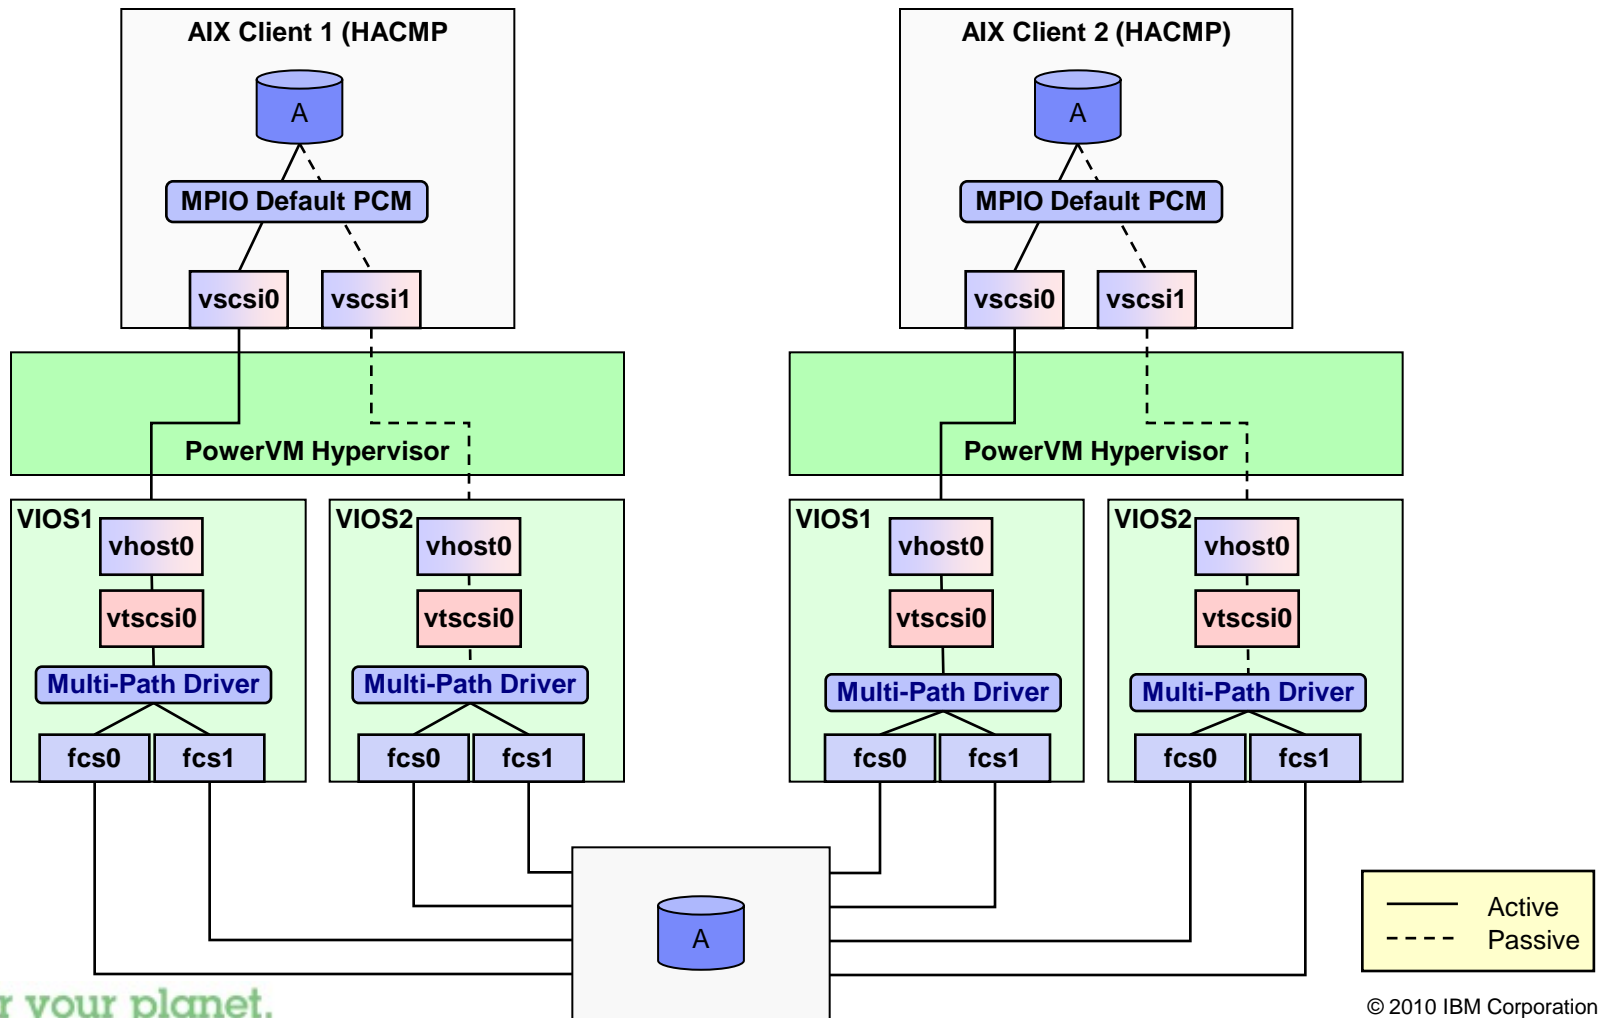 AIX Client 1 (HACMP
AIX Client 2 (HACMP)
A
A
MPIO Default PCM
MPIO Default PCM
vscsi0
vscsi1
vscsi0
vscsi1
PowerVM Hypervisor
PowerVM Hypervisor
VIOS1
VIOS2
VIOS1
VIOS2
vhost0
vhost0
vhost0
vhost0
vtscsi0
vtscsi0
vtscsi0
vtscsi0
Multi-Path Driver
Multi-Path Driver
Multi-Path Driver
Multi-Path Driver
fcs0
fcs1
fcs0
fcs1
fcs0
fcs1
fcs0
fcs1
A
Active
Passive
r your planet.
© 2010 IBM Corporation